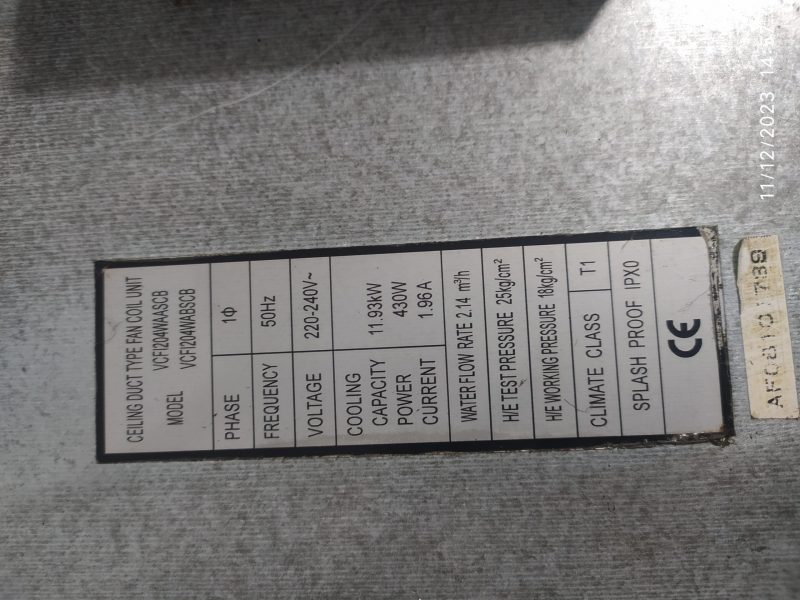 CEILING DUCT TYPE FAN COIL UNIT
VCFI204WAASCB
MODEL VCFI204WABSCB
PHASE 1Φ
FREQUENCY 50Hz
VOLTAGE 220-240V~
COOLING
CAPACITY 11.93kW
POWER 430W
CURRENT 1.96A
WATER FLOW RATE 2.14 m³/h
HE TEST PRESSURE 25kg/cm²
HE WORKING PRESSURE 18kg/cm²
CLIMATE CLASS T1
SPLASH PROOF IPX0
CE
11/12/2023